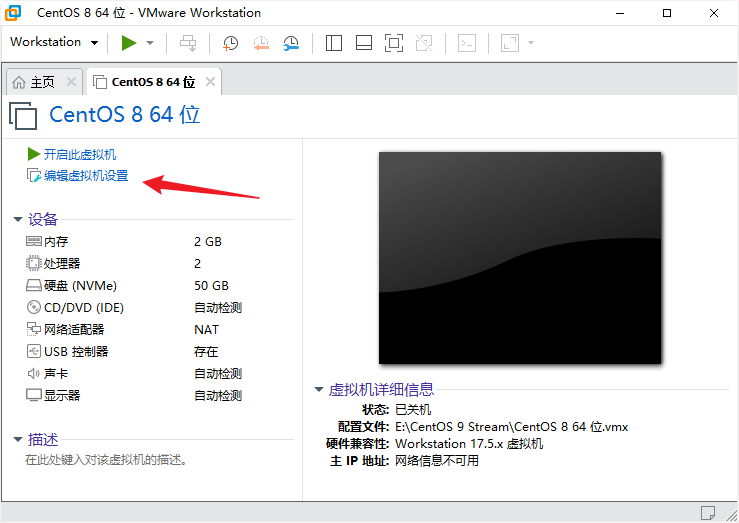 CentOS 8 64 位 - VMware Workstation
Workstation
主页
CentOS 8 64 位
CentOS 8 64 位
开启此虚拟机
编辑虚拟机设置
设备
内存 2 GB
处理器 2
硬盘 (NVMe) 50 GB
CD/DVD (IDE) 自动检测
网络适配器 NAT
USB 控制器 存在
声卡 自动检测
显示器 自动检测
描述
在此处键入对该虚拟机的描述。
虚拟机详细信息
状态: 已关机
配置文件: E:\CentOS 9 Stream\CentOS 8 64 位.vmx
硬件兼容性: Workstation 17.5.x 虚拟机
主 IP 地址: 网络信息不可用